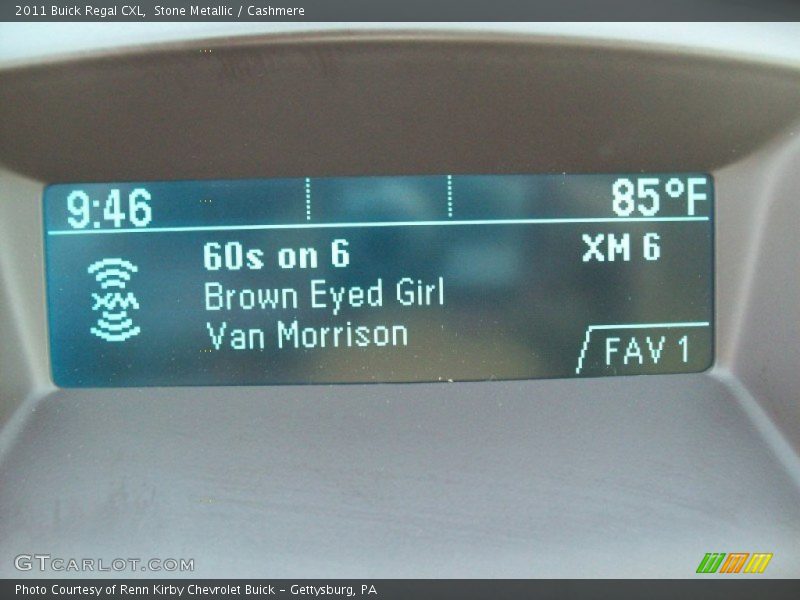 2011 Buick Regal CXL, Stone Metallic / Cashmere
9:46 85°F
60s on 6 XM 6
XM
Brown Eyed Girl
Van Morrison
FAV 1
GTCARLOT.COM
Photo Courtesy of Renn Kirby Chevrolet Buick - Gettysburg, PA